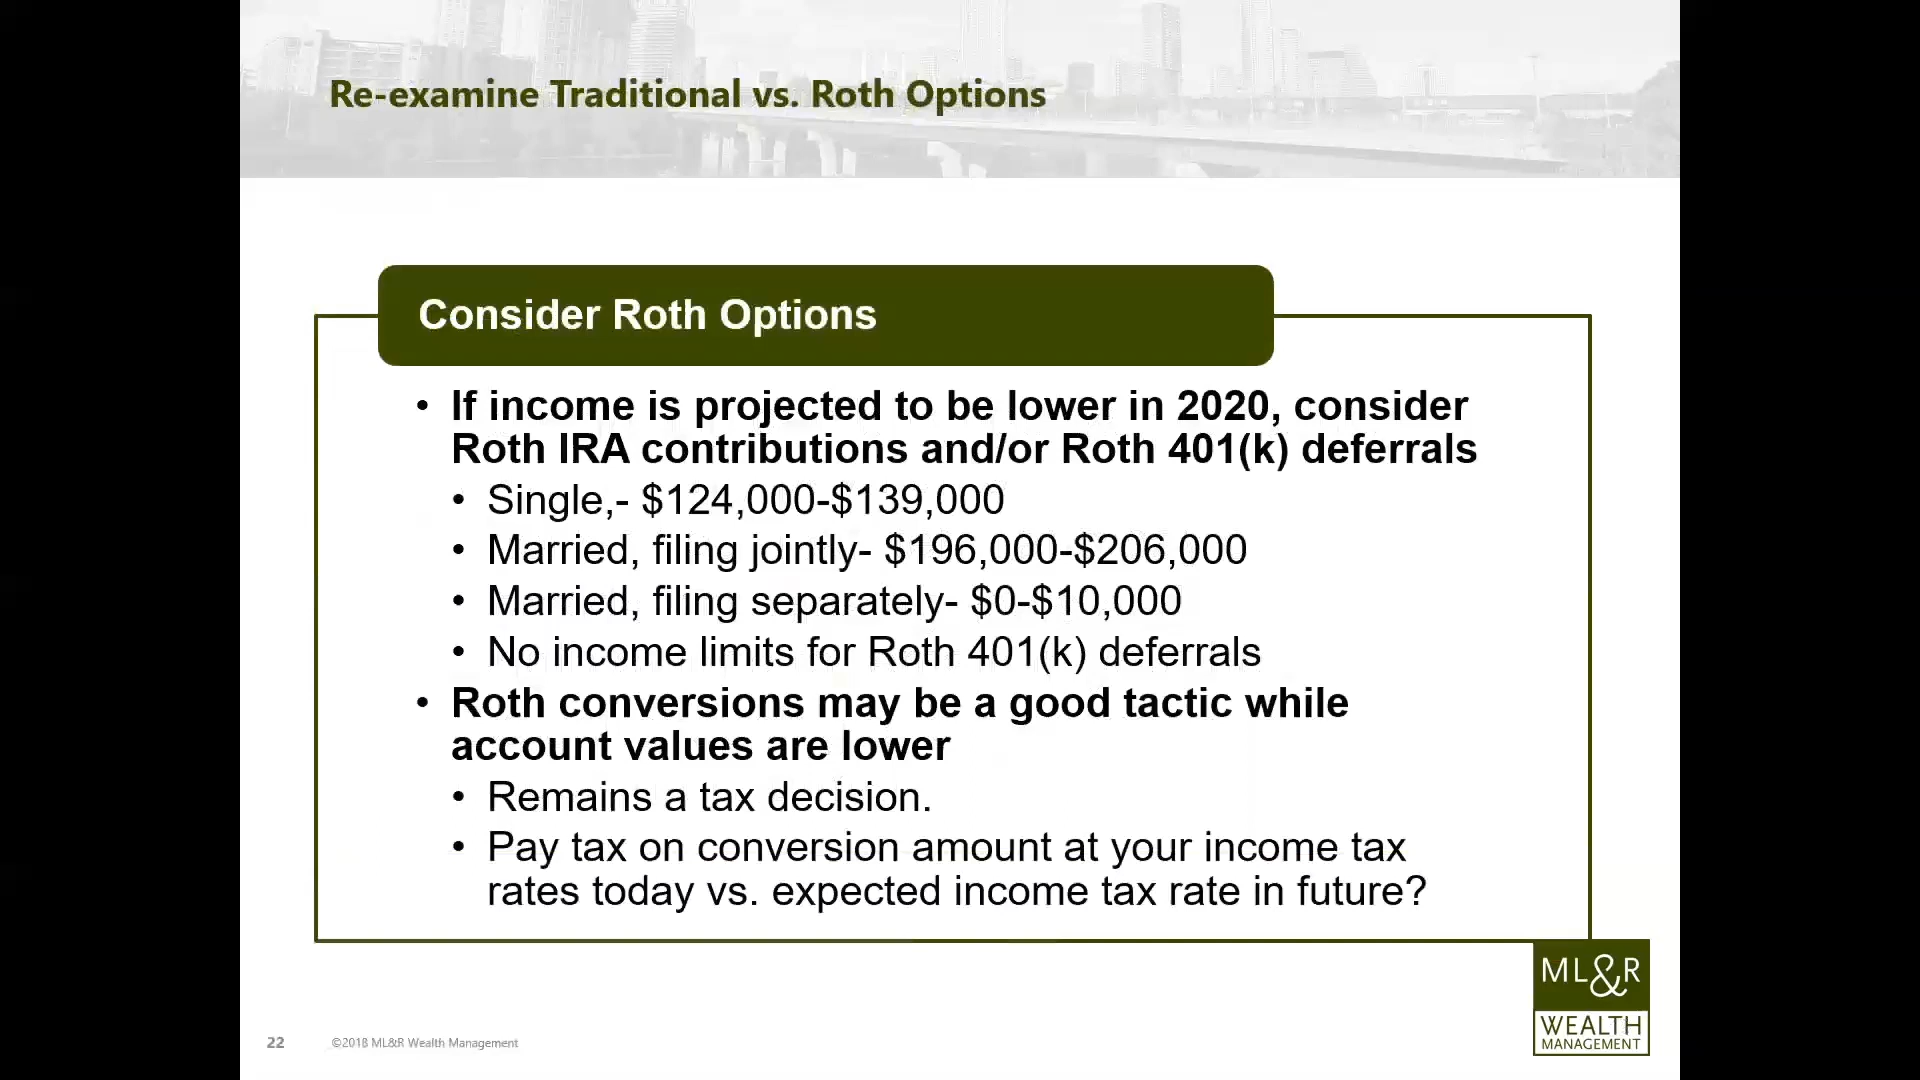 Re-examine Traditional vs. Roth Options
Consider Roth Options
• If income is projected to be lower in 2020, consider
Roth IRA contributions and/or Roth 401(k) deferrals
• Single,- $124,000-$139,000
• Married, filing jointly- $196,000-$206,000
• Married, filing separately- $0-$10,000
• No income limits for Roth 401(k) deferrals
• Roth conversions may be a good tactic while
account values are lower
• Remains a tax decision.
• Pay tax on conversion amount at your income tax
rates today vs. expected income tax rate in future?
ML&R
WEALTH
MANAGEMENT
22 ©2018 ML&R Wealth Management